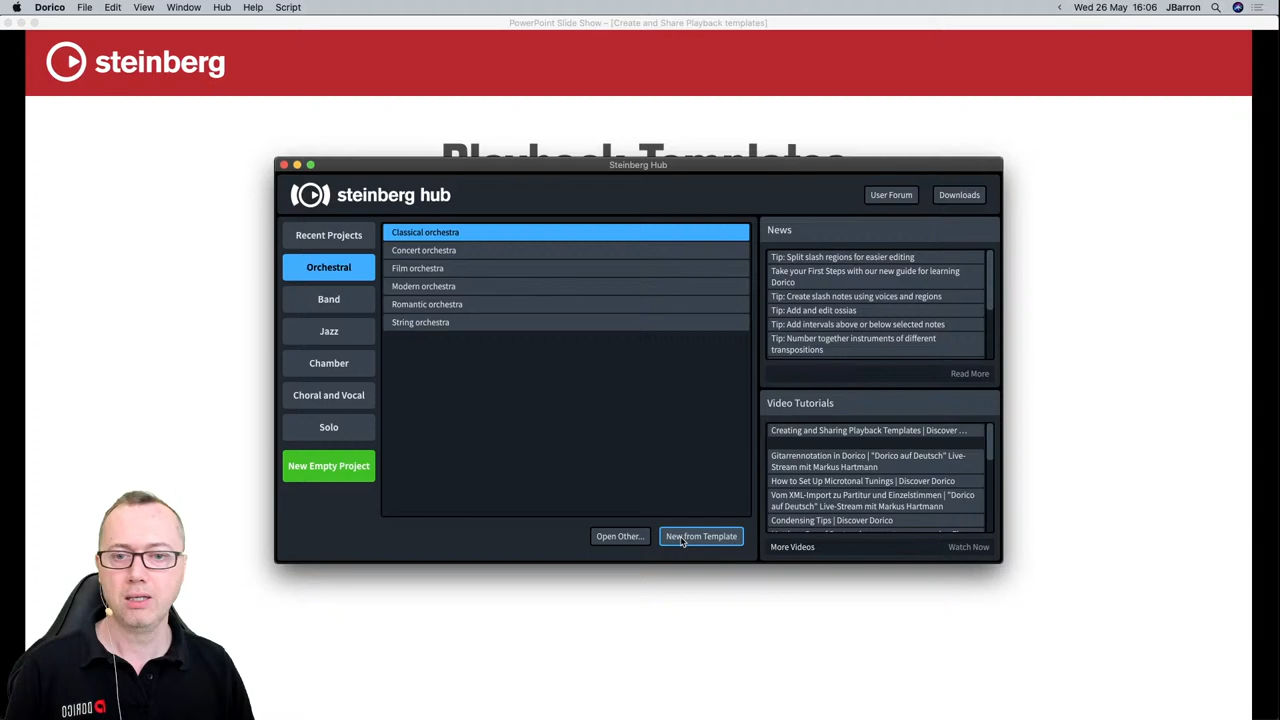 Dorico File Edit View Window Hub Help Script
Wed 26 May 16:06 JBarron
PowerPoint Slide Show – [Create and Share Playback templates]
steinberg
Playback Templates
Steinberg Hub
steinberg hub
User Forum
Downloads
Recent Projects
Orchestral
Band
Jazz
Chamber
Choral and Vocal
Solo
New Empty Project
Classical orchestra
Concert orchestra
Film orchestra
Modern orchestra
Romantic orchestra
String orchestra
Open Other...
New from Template
News
Tip: Split slash regions for easier editing
Take your First Steps with our new guide for learning
Dorico
Tip: Create slash notes using voices and regions
Tip: Add and edit ossias
Tip: Add intervals above or below selected notes
Tip: Number together instruments of different
transpositions
Read More
Video Tutorials
Creating and Sharing Playback Templates | Discover ...
Gitarrennotation in Dorico | "Dorico auf Deutsch" Live-
Stream mit Markus Hartmann
How to Set Up Microtonal Tunings | Discover Dorico
Vom XML-Import zu Partitur und Einzelstimmen | "Dorico
auf Deutsch" Live-Stream mit Markus Hartmann
Condensing Tips | Discover Dorico
More Videos
Watch Now
DORICO